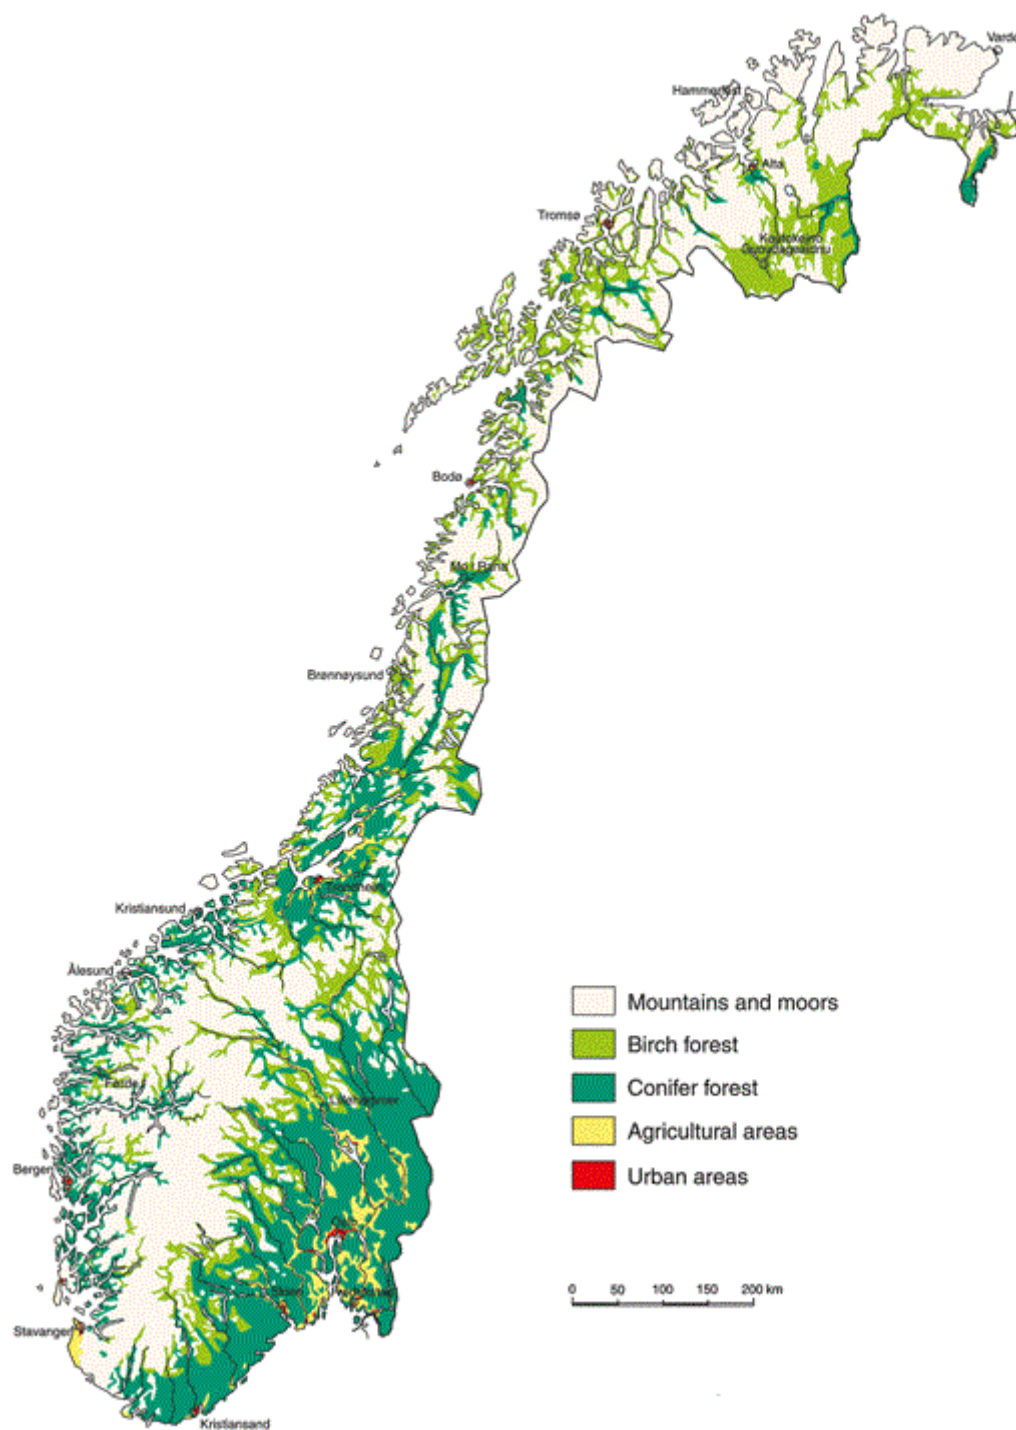 Vardø
Hammerfest
Alta
Tromsø
Kautokeino
Bodø
Mo i Rana
Brønnøysund
Trondheim
Kristiansund
Ålesund
Mountains and moors
Birch forest
Conifer forest
Førde
Lillehammer
Agricultural areas
Bergen
Urban areas
Skien
0 50 100 150 200 km
Stavanger
Kristiansand